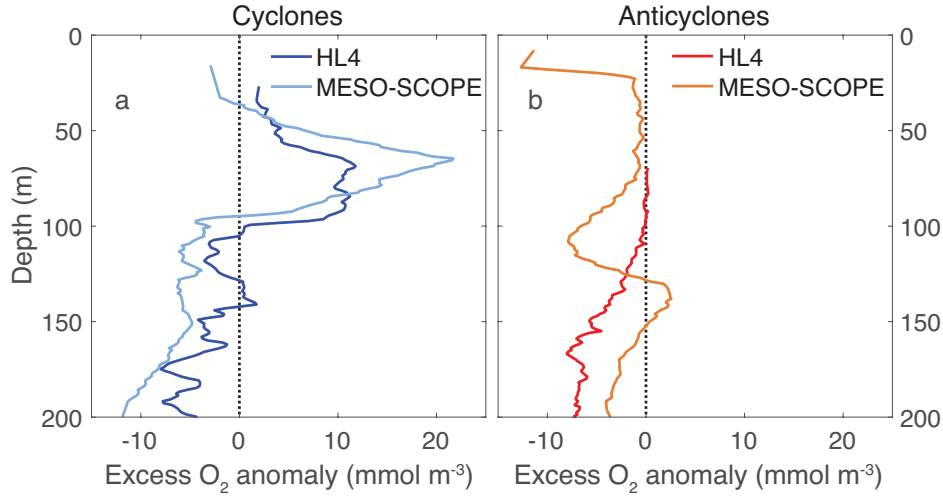 Cyclones
Anticyclones
0
50
100
150
200
Depth (m)
a
HL4
MESO-SCOPE
-10
0
10
20
Excess O₂ anomaly (mmol m⁻³)
b
HL4
MESO-SCOPE
0
50
100
150
200
-10
0
10
20
Excess O₂ anomaly (mmol m⁻³)